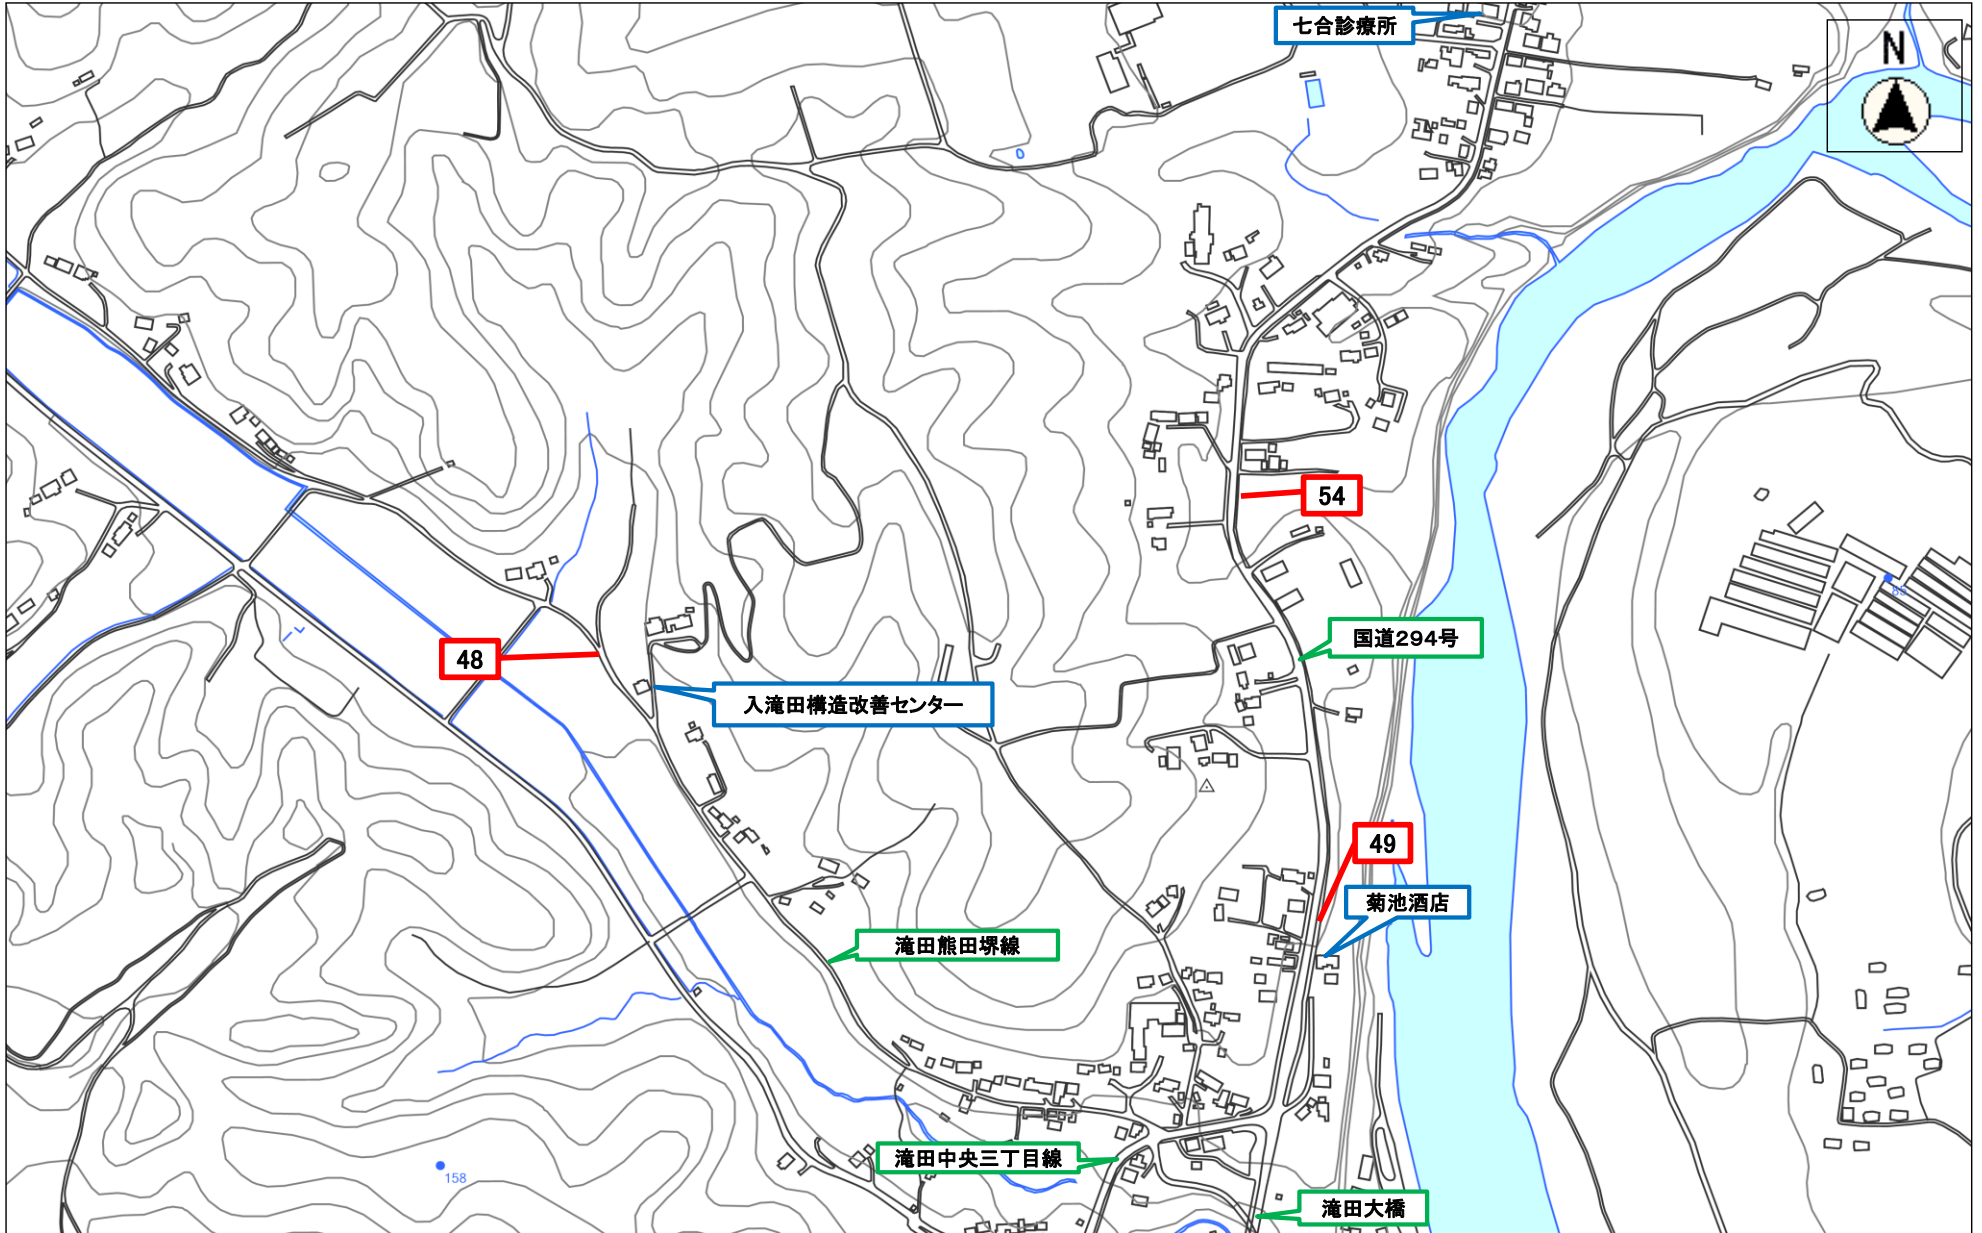 七合診療所
N
54
85
国道294号
48
入滝田構造改善センター
49
菊池酒店
滝田熊田堺線
滝田中央三丁目線
158
滝田大橋